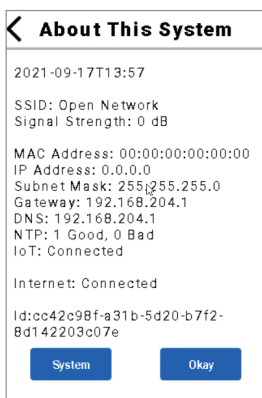 About This System
2021-09-17T13:57
SSID: Open Network
Signal Strength: 0 dB
MAC Address: 00:00:00:00:00:00
IP Address: 0.0.0.0
Subnet Mask: 255.255.255.0
Gateway: 192.168.204.1
DNS: 192.168.204.1
NTP: 1 Good, 0 Bad
IoT: Connected
Internet: Connected
Id:cc42c98f-a31b-5d20-b7f2-
8d142203c07e
System Okay